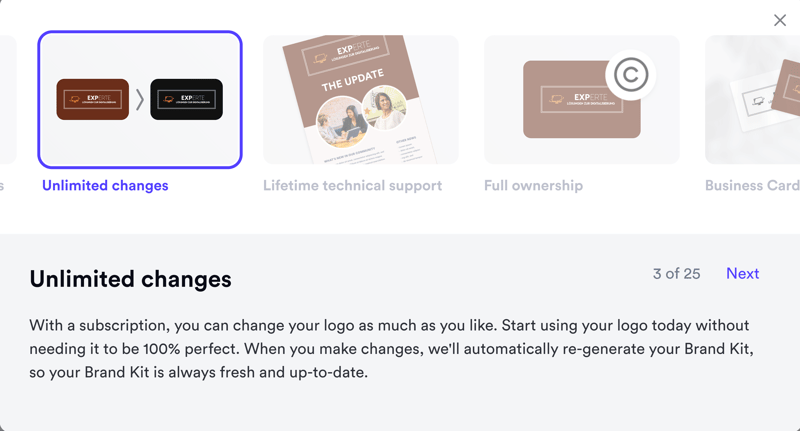 EXPERTE
EXPERTE
EXPERTE
THE UPDATE
EXPERTE
s
Unlimited changes
Lifetime technical support
Full ownership
Business Card
Unlimited changes
3 of 25
Next
With a subscription, you can change your logo as much as you like. Start using your logo today without
needing it to be 100% perfect. When you make changes, we'll automatically re-generate your Brand Kit,
so your Brand Kit is always fresh and up-to-date.